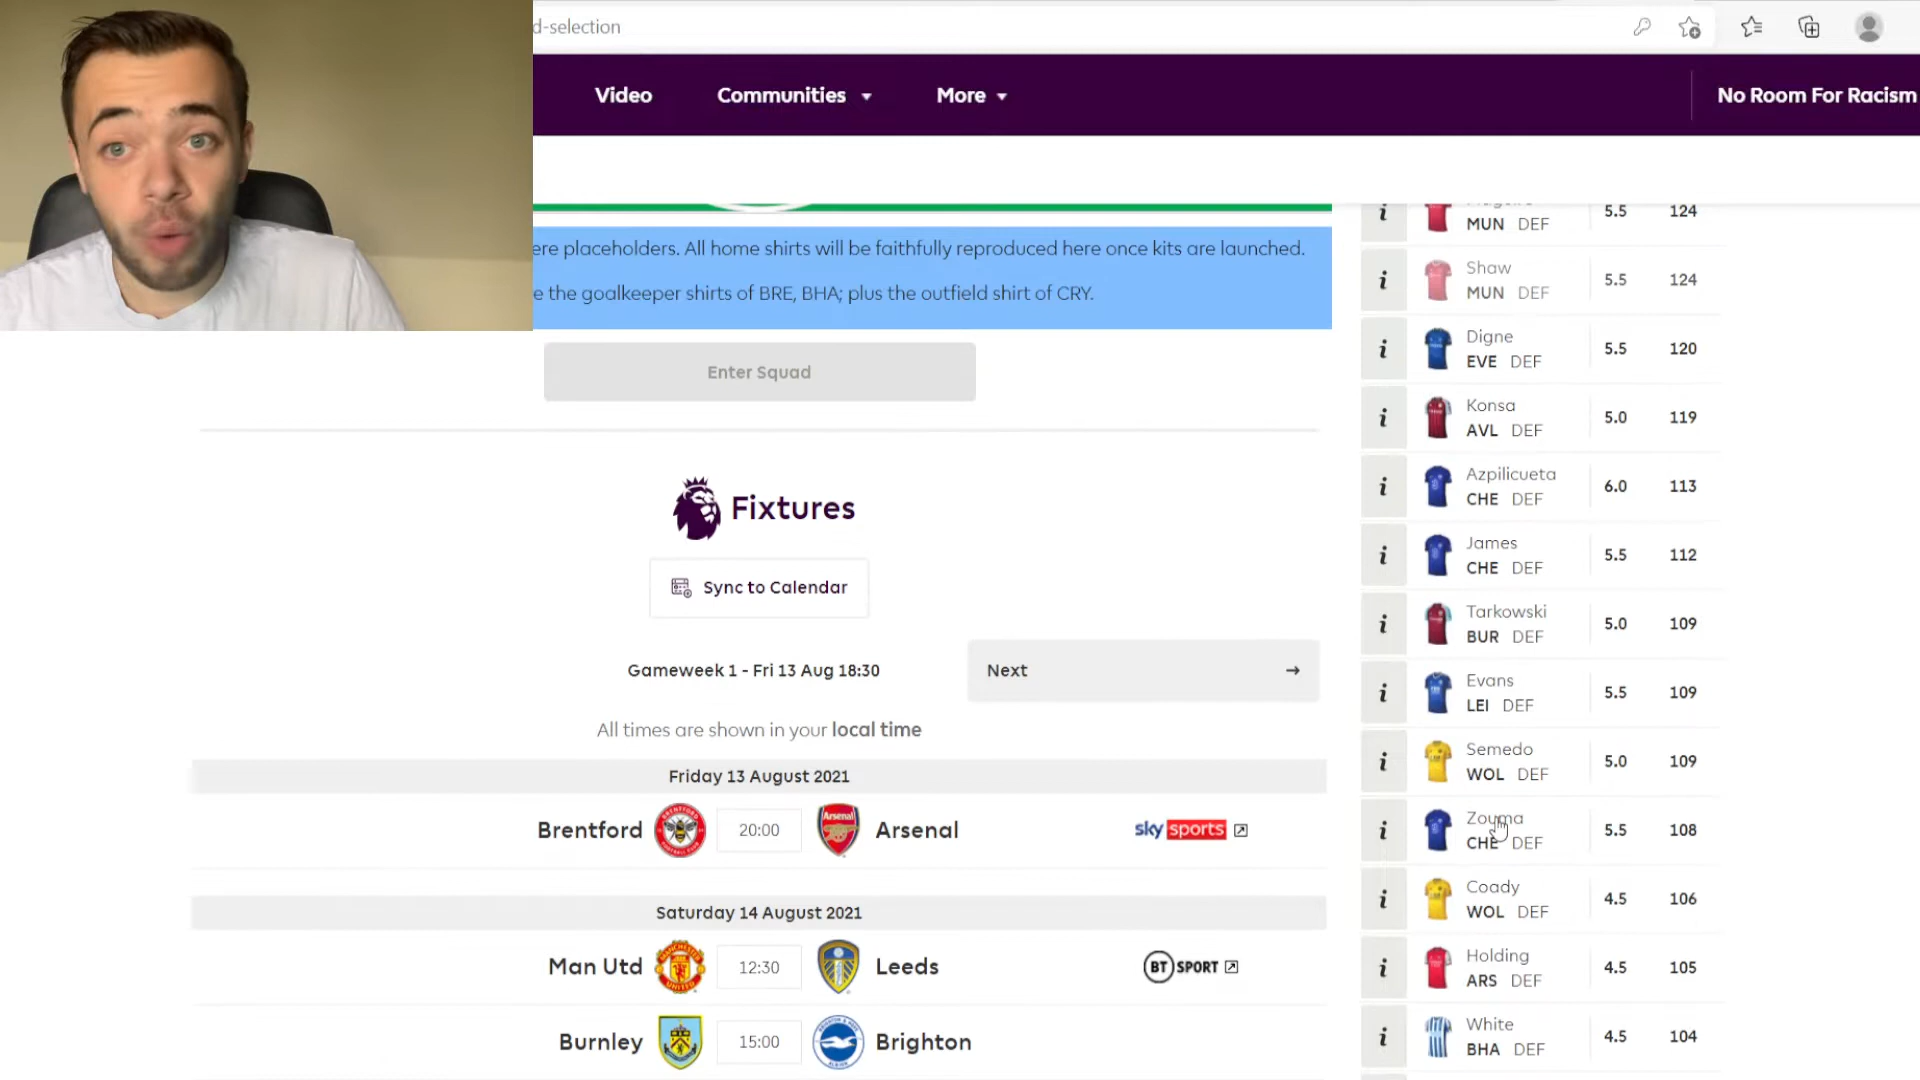 d-selection
Video
Communities
More
No Room For Racism
ere placeholders. All home shirts will be faithfully reproduced here once kits are launched.
e the goalkeeper shirts of BRE, BHA; plus the outfield shirt of CRY.
Enter Squad
Fixtures
Sync to Calendar
Gameweek 1 - Fri 13 Aug 18:30
Next →
All times are shown in your local time
Friday 13 August 2021
Brentford 20:00 Arsenal sky sports
Saturday 14 August 2021
Man Utd 12:30 Leeds BT SPORT
Burnley 15:00 Brighton
i MUN DEF 5.5 124
i Shaw MUN DEF 5.5 124
i Digne EVE DEF 5.5 120
i Konsa AVL DEF 5.0 119
i Azpilicueta CHE DEF 6.0 113
i James CHE DEF 5.5 112
i Tarkowski BUR DEF 5.0 109
i Evans LEI DEF 5.5 109
i Semedo WOL DEF 5.0 109
i Zouma CHE DEF 5.5 108
i Coady WOL DEF 4.5 106
i Holding ARS DEF 4.5 105
i White BHA DEF 4.5 104